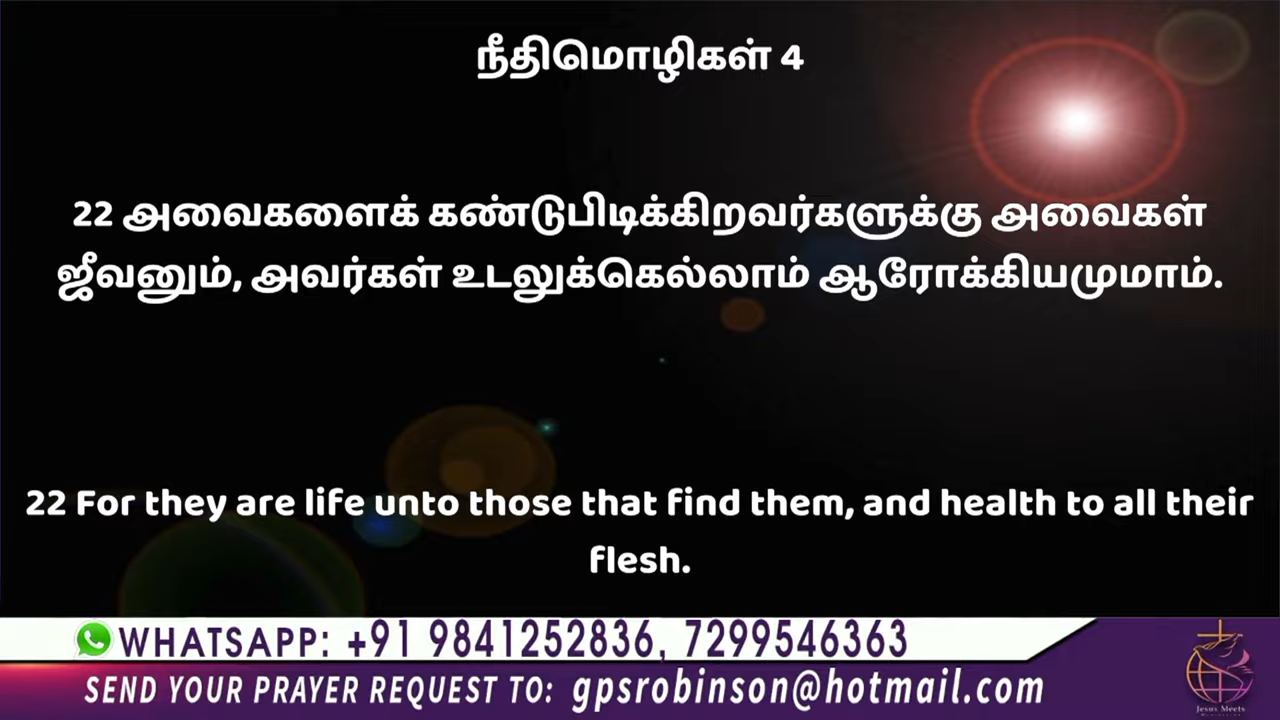 நீதிமொழிகள் 4
22 அவைகளைக் கண்டுபிடிக்கிறவர்களுக்கு அவைகள்
ஜீவனும், அவர்கள் உடலுக்கெல்லாம் ஆரோக்கியமுமாம்.
22 For they are life unto those that find them, and health to all their
flesh.
WHATSAPP: +91 9841252836, 7299546363
SEND YOUR PRAYER REQUEST TO: gpsrobinson@hotmail.com
Jesus Meets